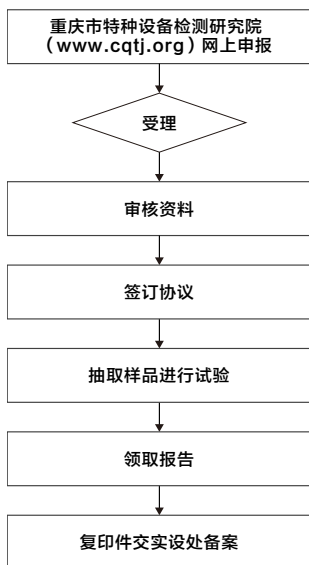 重庆市特种设备检测研究院
（www.cqtj.org）网上申报
受理
审核资料
签订协议
抽取样品进行试验
领取报告
复印件交实设处备案